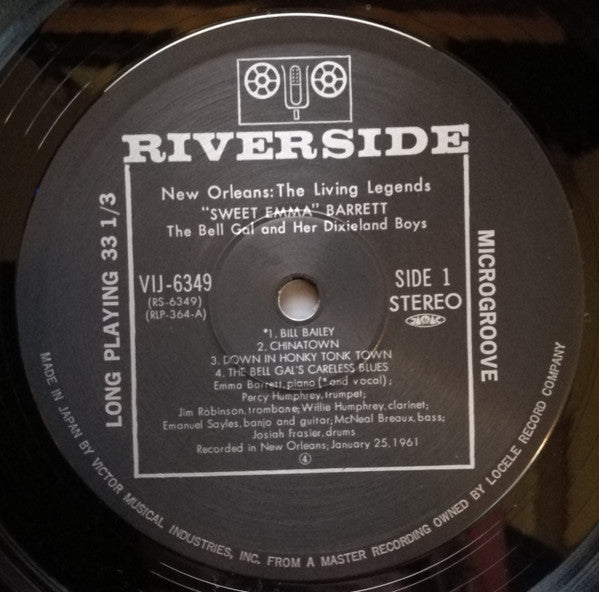 RIVERSIDE
New Orleans: The Living Legends
"SWEET EMMA" BARRETT
The Bell Gal and Her Dixieland Boys
VIJ-6349
(RS-6349)
(RLP-364-A)
SIDE 1
STEREO
*1. BILL BAILEY
2. CHINATOWN
3. DOWN IN HONKY TONK TOWN
4. THE BELL GAL'S CARELESS BLUES
Emma Barrett, piano (* and vocal);
Percy Humphrey, trumpet;
Jim Robinson, trombone; Willie Humphrey, clarinet;
Emanuel Sayles, banjo and guitar; McNeal Breaux, bass;
Josiah Frasier, drums
Recorded in New Orleans; January 25, 1961
4
LONG PLAYING 33 1/3
MICROGROOVE
MADE IN JAPAN BY VICTOR MUSICAL INDUSTRIES, INC. FROM A MASTER RECORDING OWNED BY LOCELE RECORD COMPANY